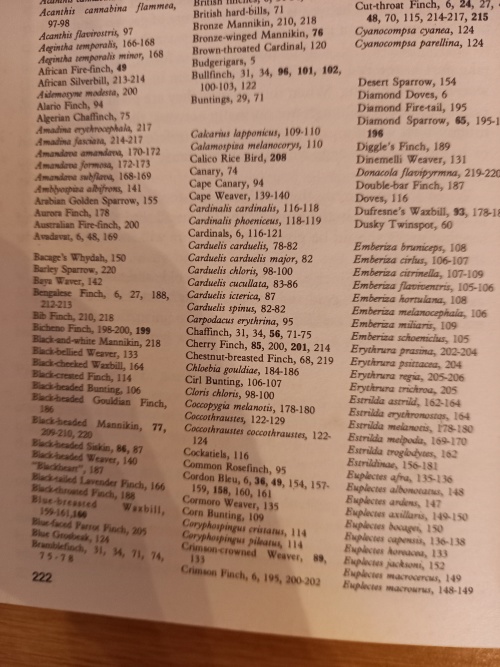 Acanthis cannabina flammea,
97-98
Acanthis flavirostris, 97
Aegintha temporalis, 166-168
Aegintha temporalis minor, 168
African Fire-finch, 49
African Silverbill, 213-214
Aidemosyne modesta, 200
Alario Finch, 94
Algerian Chaffinch, 75
Amadina erythrocephala, 217
Amadina fasciata, 214-217
Amandava amandava, 170-172
Amandava formosa, 172-173
Amandava subflava, 168-169
Amblyospiza albifrons, 141
Arabian Golden Sparrow, 155
Aurora Finch, 178
Australian Fire-finch, 200
Avadavat, 6, 48, 169
Bacage's Whydah, 150
Barley Sparrow, 220
Baya Weaver, 142
Bengalese Finch, 6, 27, 188,
212-213
Bib Finch, 210, 218
Bicheno Finch, 198-200, 199
Black-and-white Mannikin, 218
Black-bellied Weaver, 133
Black-cheeked Waxbill, 164
Black-crested Finch, 114
Black-headed Bunting, 106
Black-headed Gouldian Finch,
186
Black-headed Mannikin, 77,
209-210, 220
Black-headed Siskin, 86, 87
Black-headed Weaver, 140
"Blackheart", 187
Black-tailed Lavender Finch, 166
Black-throated Finch, 188
Blue-breasted Waxbill,
159-161, 160
Blue-faced Parrot Finch, 205
Blue Grosbeak, 124
Bramblefinch, 31, 34, 71, 74,
75-78
222
British hard-bills, 71
Bronze Mannikin, 210, 218
Bronze-winged Mannikin, 76
Brown-throated Cardinal, 120
Budgerigars, 5
Bullfinch, 31, 34, 96, 101, 102,
100-103, 122
Buntings, 29, 71
Calcarius lapponicus, 109-110
Calamospiza melanocorys, 110
Calico Rice Bird, 208
Canary, 74
Cape Canary, 94
Cape Weaver, 139-140
Cardinalis cardinalis, 116-118
Cardinalis phoeniceus, 118-119
Cardinals, 6, 116-121
Carduelis carduelis, 78-82
Carduelis carduelis major, 82
Carduelis chloris, 98-100
Carduelis cucullata, 83-86
Carduelis icterica, 87
Carduelis spinus, 82-82
Carpodacus erythrina, 95
Chaffinch, 31, 34, 56, 71-75
Cherry Finch, 85, 200, 201, 214
Chestnut-breasted Finch, 68, 219
Chloebia gouldiae, 184-186
Cirl Bunting, 106-107
Cloris chloris, 98-100
Coccopygia melanotis, 178-180
Coccothraustes, 122-129
Coccothraustes coccothraustes, 122-
124
Cockatiels, 116
Common Rosefinch, 95
Cordon Bleu, 6, 36, 49, 154, 157-
159, 158, 160, 161
Cormore Weaver, 135
Corn Bunting, 109
Coryphospingus cristatus, 114
Coryphospingus pileatus, 114
Crimson-crowned Weaver, 89,
133
Crimson Finch, 6, 195, 200-202
Cut-throat Finch, 6, 24, 27,
48, 70, 115, 214-217, 215
Cyanocompsa cyanea, 124
Cyanocompsa parellina, 124
Desert Sparrow, 154
Diamond Doves, 6
Diamond Fire-tail, 195
Diamond Sparrow, 65, 195-1
196
Diggle's Finch, 189
Dinemelli Weaver, 131
Donacola flavipyrmna, 219-220
Double-bar Finch, 187
Doves, 116
Dufresne's Waxbill, 93, 178-18
Dusky Twinspot, 60
Emberiza bruniceps, 108
Emberiza cirlus, 106-107
Emberiza citrinella, 107-109
Emberiza flaviventris, 105-106
Emberiza hortulana, 108
Emberiza melanocephala, 106
Emberiza miliaris, 109
Emberiza schoeniclus, 105
Erythrura prasina, 202-204
Erythrura psittacea, 204
Erythrura regia, 205-206
Erythrura trichroa, 205
Estrilda astrild, 162-164
Estrilda erythronotus, 164
Estrilda melanotis, 178-180
Estrilda melpoda, 169-170
Estrilda troglodytes, 162
Estrildinae, 156-181
Euplectes afra, 135-136
Euplectes albonotatus, 148
Euplectes ardens, 147
Euplectes axillaris, 149-150
Euplectes bocagei, 150
Euplectes capensis, 136-138
Euplectes hordeacea, 133
Euplectes jacksoni, 152
Euplectes macrocercus, 149
Euplectes macrourus, 148-149